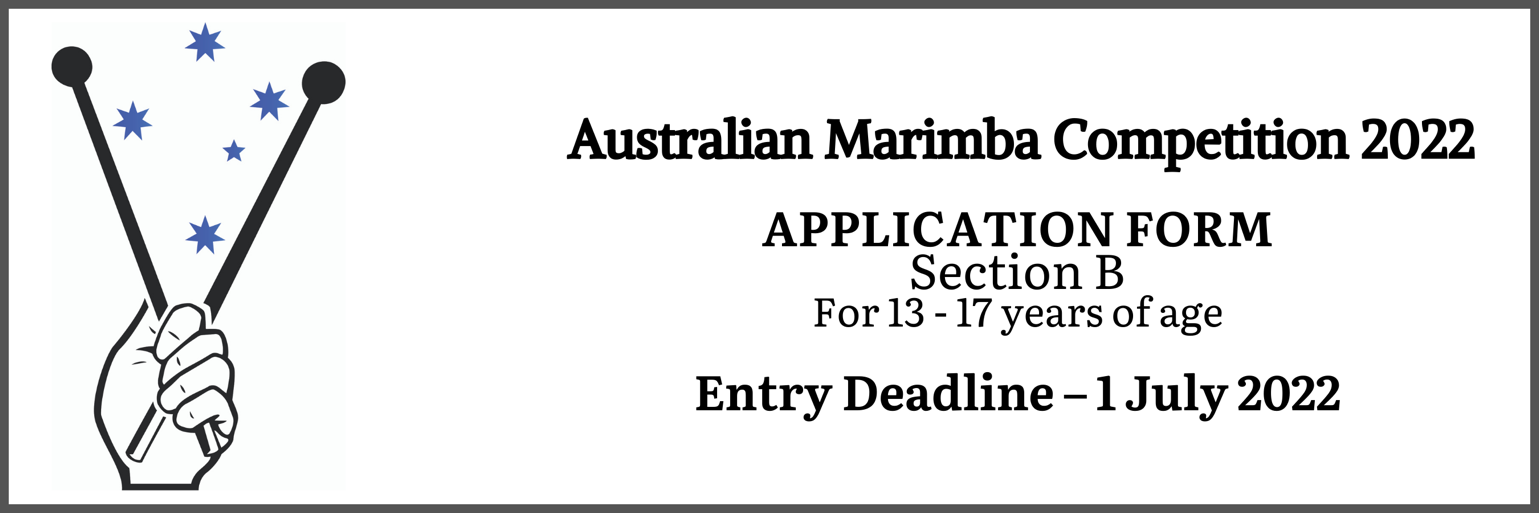 Australian Marimba Competition 2022
APPLICATION FORM
Section B
For 13 - 17 years of age
Entry Deadline – 1 July 2022